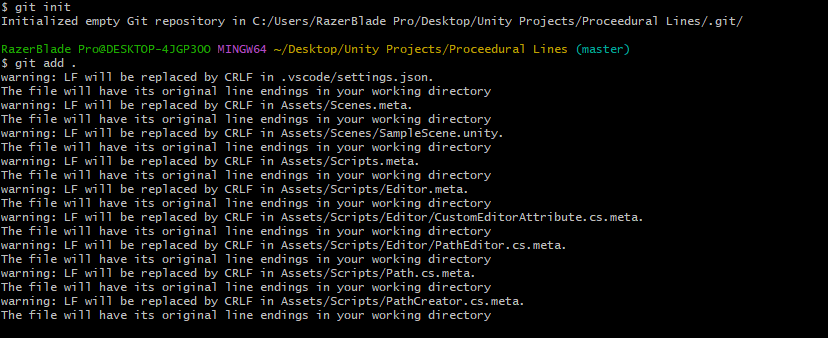 $ git init
Initialized empty Git repository in C:/Users/RazerBlade Pro/Desktop/Unity Projects/Proceedural Lines/.git/
RazerBlade Pro@DESKTOP-4JGP3OO MINGW64 ~/Desktop/Unity Projects/Proceedural Lines (master)
$ git add .
warning: LF will be replaced by CRLF in .vscode/settings.json.
The file will have its original line endings in your working directory
warning: LF will be replaced by CRLF in Assets/Scenes.meta.
The file will have its original line endings in your working directory
warning: LF will be replaced by CRLF in Assets/Scenes/SampleScene.unity.
The file will have its original line endings in your working directory
warning: LF will be replaced by CRLF in Assets/Scripts.meta.
The file will have its original line endings in your working directory
warning: LF will be replaced by CRLF in Assets/Scripts/Editor.meta.
The file will have its original line endings in your working directory
warning: LF will be replaced by CRLF in Assets/Scripts/Editor/CustomEditorAttribute.cs.meta.
The file will have its original line endings in your working directory
warning: LF will be replaced by CRLF in Assets/Scripts/Editor/PathEditor.cs.meta.
The file will have its original line endings in your working directory
warning: LF will be replaced by CRLF in Assets/Scripts/Path.cs.meta.
The file will have its original line endings in your working directory
warning: LF will be replaced by CRLF in Assets/Scripts/PathCreator.cs.meta.
The file will have its original line endings in your working directory